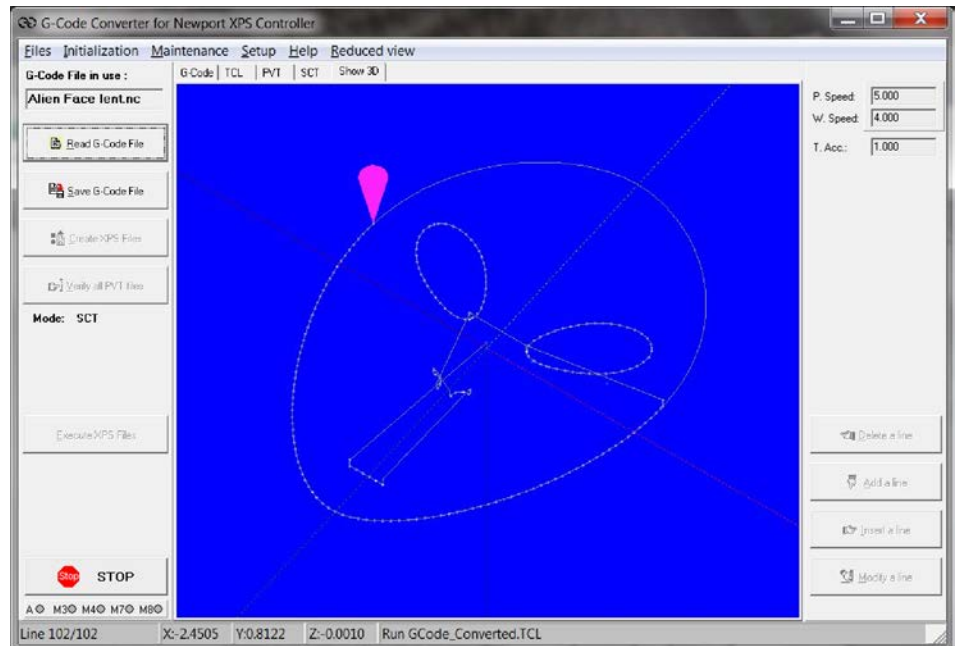 G-Code Converter for Newport XPS Controller
Files Initialization Maintenance Setup Help Reduced view
G-Code File in use :
G-Code TCL PVT SCT Show 3D
Alien Face lent.nc
P. Speed: 5.000
W. Speed: 4.000
T. Acc.: 1.000
Read G-Code File
Save G-Code File
Create XPS Files
Verify all PVT files
Mode: SCT
Execute XPS Files
Delete a line
Add a line
Insert a line
Modify a line
Stop STOP
A M3 M4 M7 M8
Line 102/102 X:-2.4505 Y:0.8122 Z:-0.0010 Run GCode_Converted.TCL